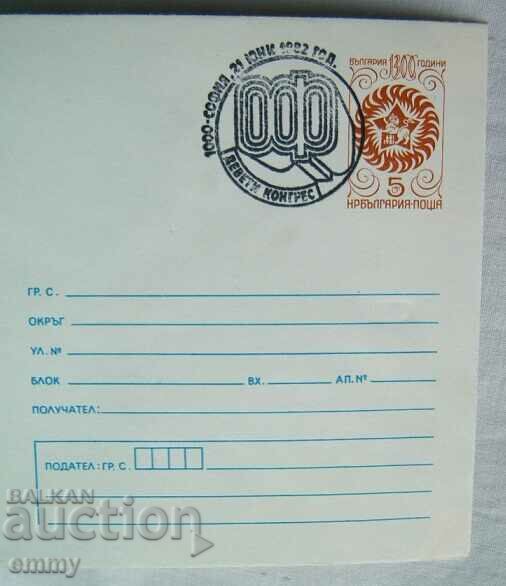 1000-СОФИЯ, 21 ЮНИ 1982 ГОД.
ОФ
ДЕВЕТИ КОНГРЕС
БЪЛГАРИЯ 1300 ГОДИНИ
5
НРБЪЛГАРИЯ·ПОЩА
ГР. С.
ОКРЪГ
УЛ. №
БЛОК ВХ. АП. №
ПОЛУЧАТЕЛ:
ПОДАТЕЛ: ГР. С.
BALKAN
auction
emmy